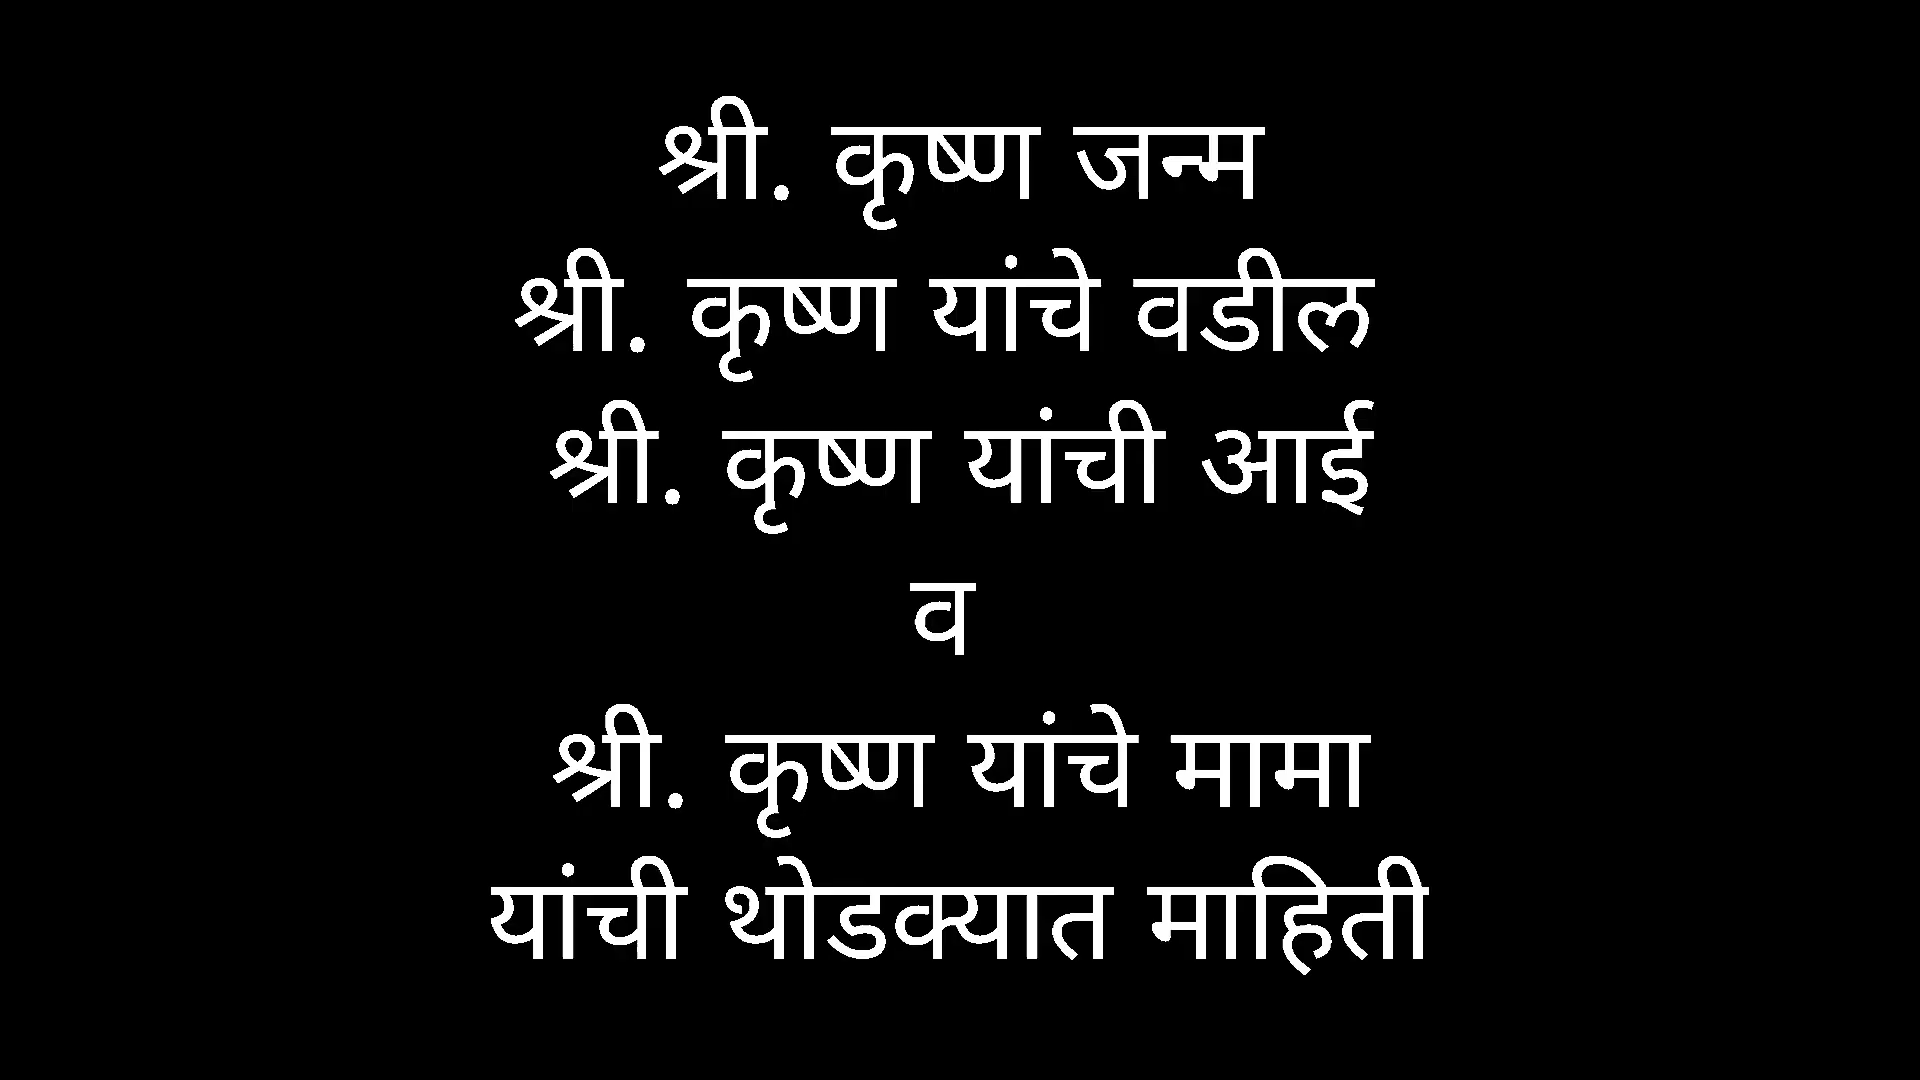 श्री. कृष्ण जन्म
श्री. कृष्ण यांचे वडील
श्री. कृष्ण यांची आई
व
श्री. कृष्ण यांचे मामा
यांची थोडक्यात माहिती